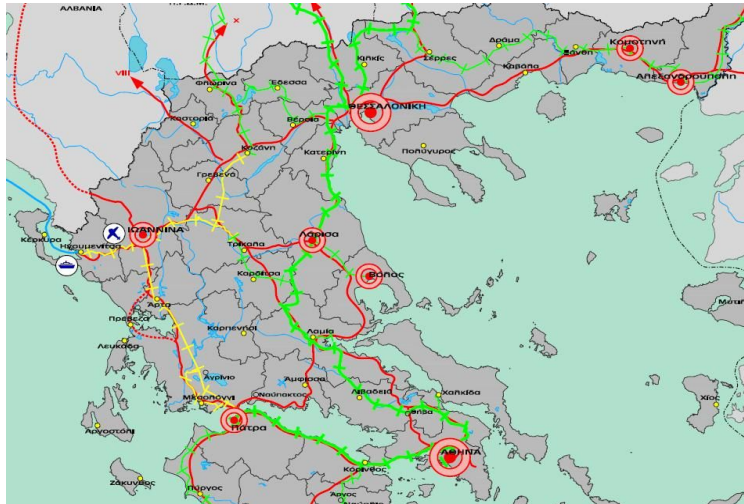 ΑΛΒΑΝΙΑ
Π.Γ.Δ.Μ.
X
VIII
Κιλκίς
Σέρρες
Δράμα
Ξάνθη
Κομοτηνή
Καβάλα
Αλεξανδρούπολη
Φλώρινα
Έδεσσα
ΘΕΣΣΑΛΟΝΙΚΗ
Καστοριά
Βέροια
Κοζάνη
Κατερίνη
Πολύγυρος
Γρεβενά
ΙΩΑΝΝΙΝΑ
Κέρκυρα
Ηγουμενίτσα
Τρίκαλα
Λάρισα
Βόλος
Καρδίτσα
Άρτα
Πρέβεζα
Λευκάδα
Καρπενήσι
Λαμία
Αγρίνιο
Μεσολόγγι
Ναύπακτος
Άμφισσα
Λιβαδειά
Χαλκίδα
Θήβα
Χίος
Αργοστόλι
Πάτρα
ΑΘΗΝΑ
Ζάκυνθος
Πύργος
Κόρινθος
Άργος